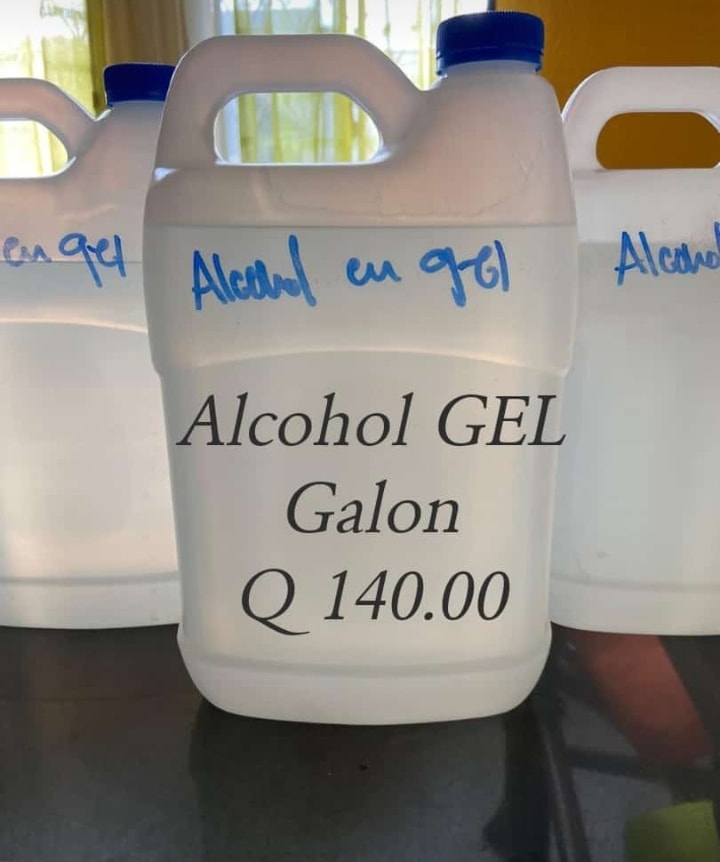 en gel
Alcohol en gel
Alcohol
Alcohol GEL
Galon
Q 140.00